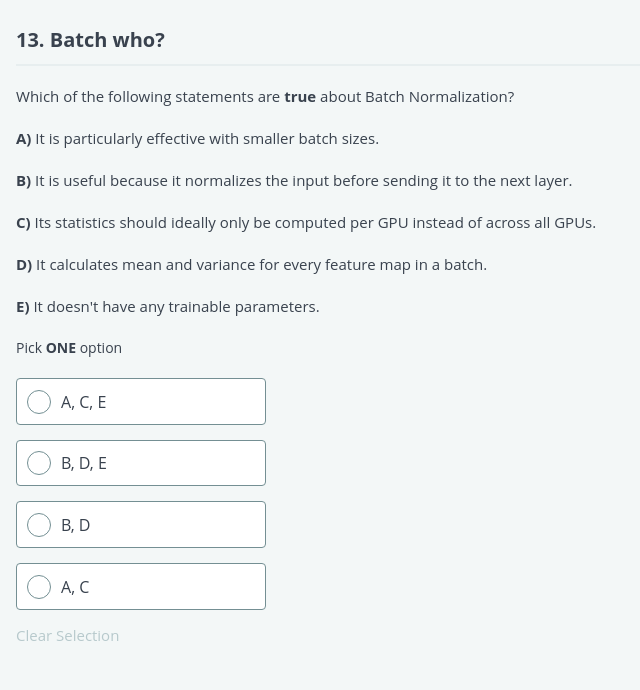 13. Batch who?
Which of the following statements are true about Batch Normalization?
A) It is particularly effective with smaller batch sizes.
B) It is useful because it normalizes the input before sending it to the next layer.
C) Its statistics should ideally only be computed per GPU instead of across all GPUs.
D) It calculates mean and variance for every feature map in a batch.
E) It doesn't have any trainable parameters.
Pick ONE option
A, C, E
B, D, E
B, D
A, C
Clear Selection